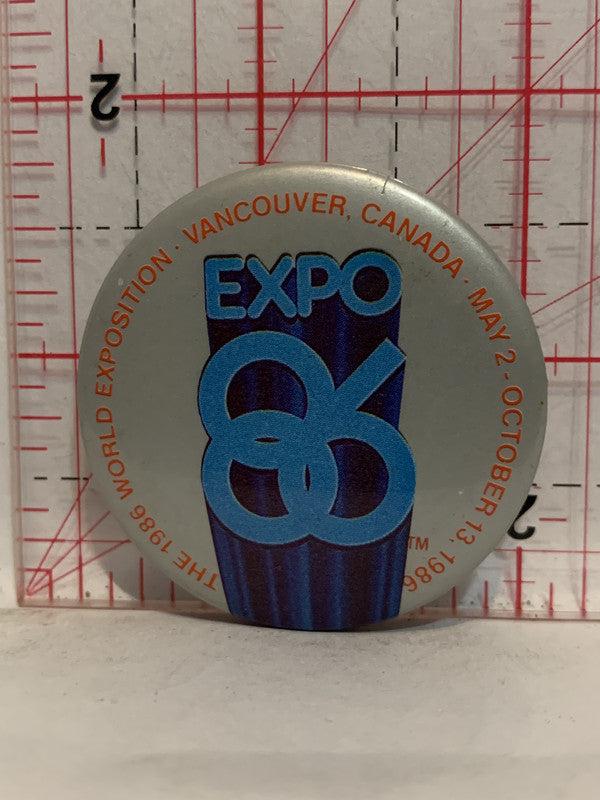 2
THE 1986 WORLD EXPOSITION · VANCOUVER, CANADA · MAY 2 - OCTOBER 13, 1986
EXPO
86
TM
2